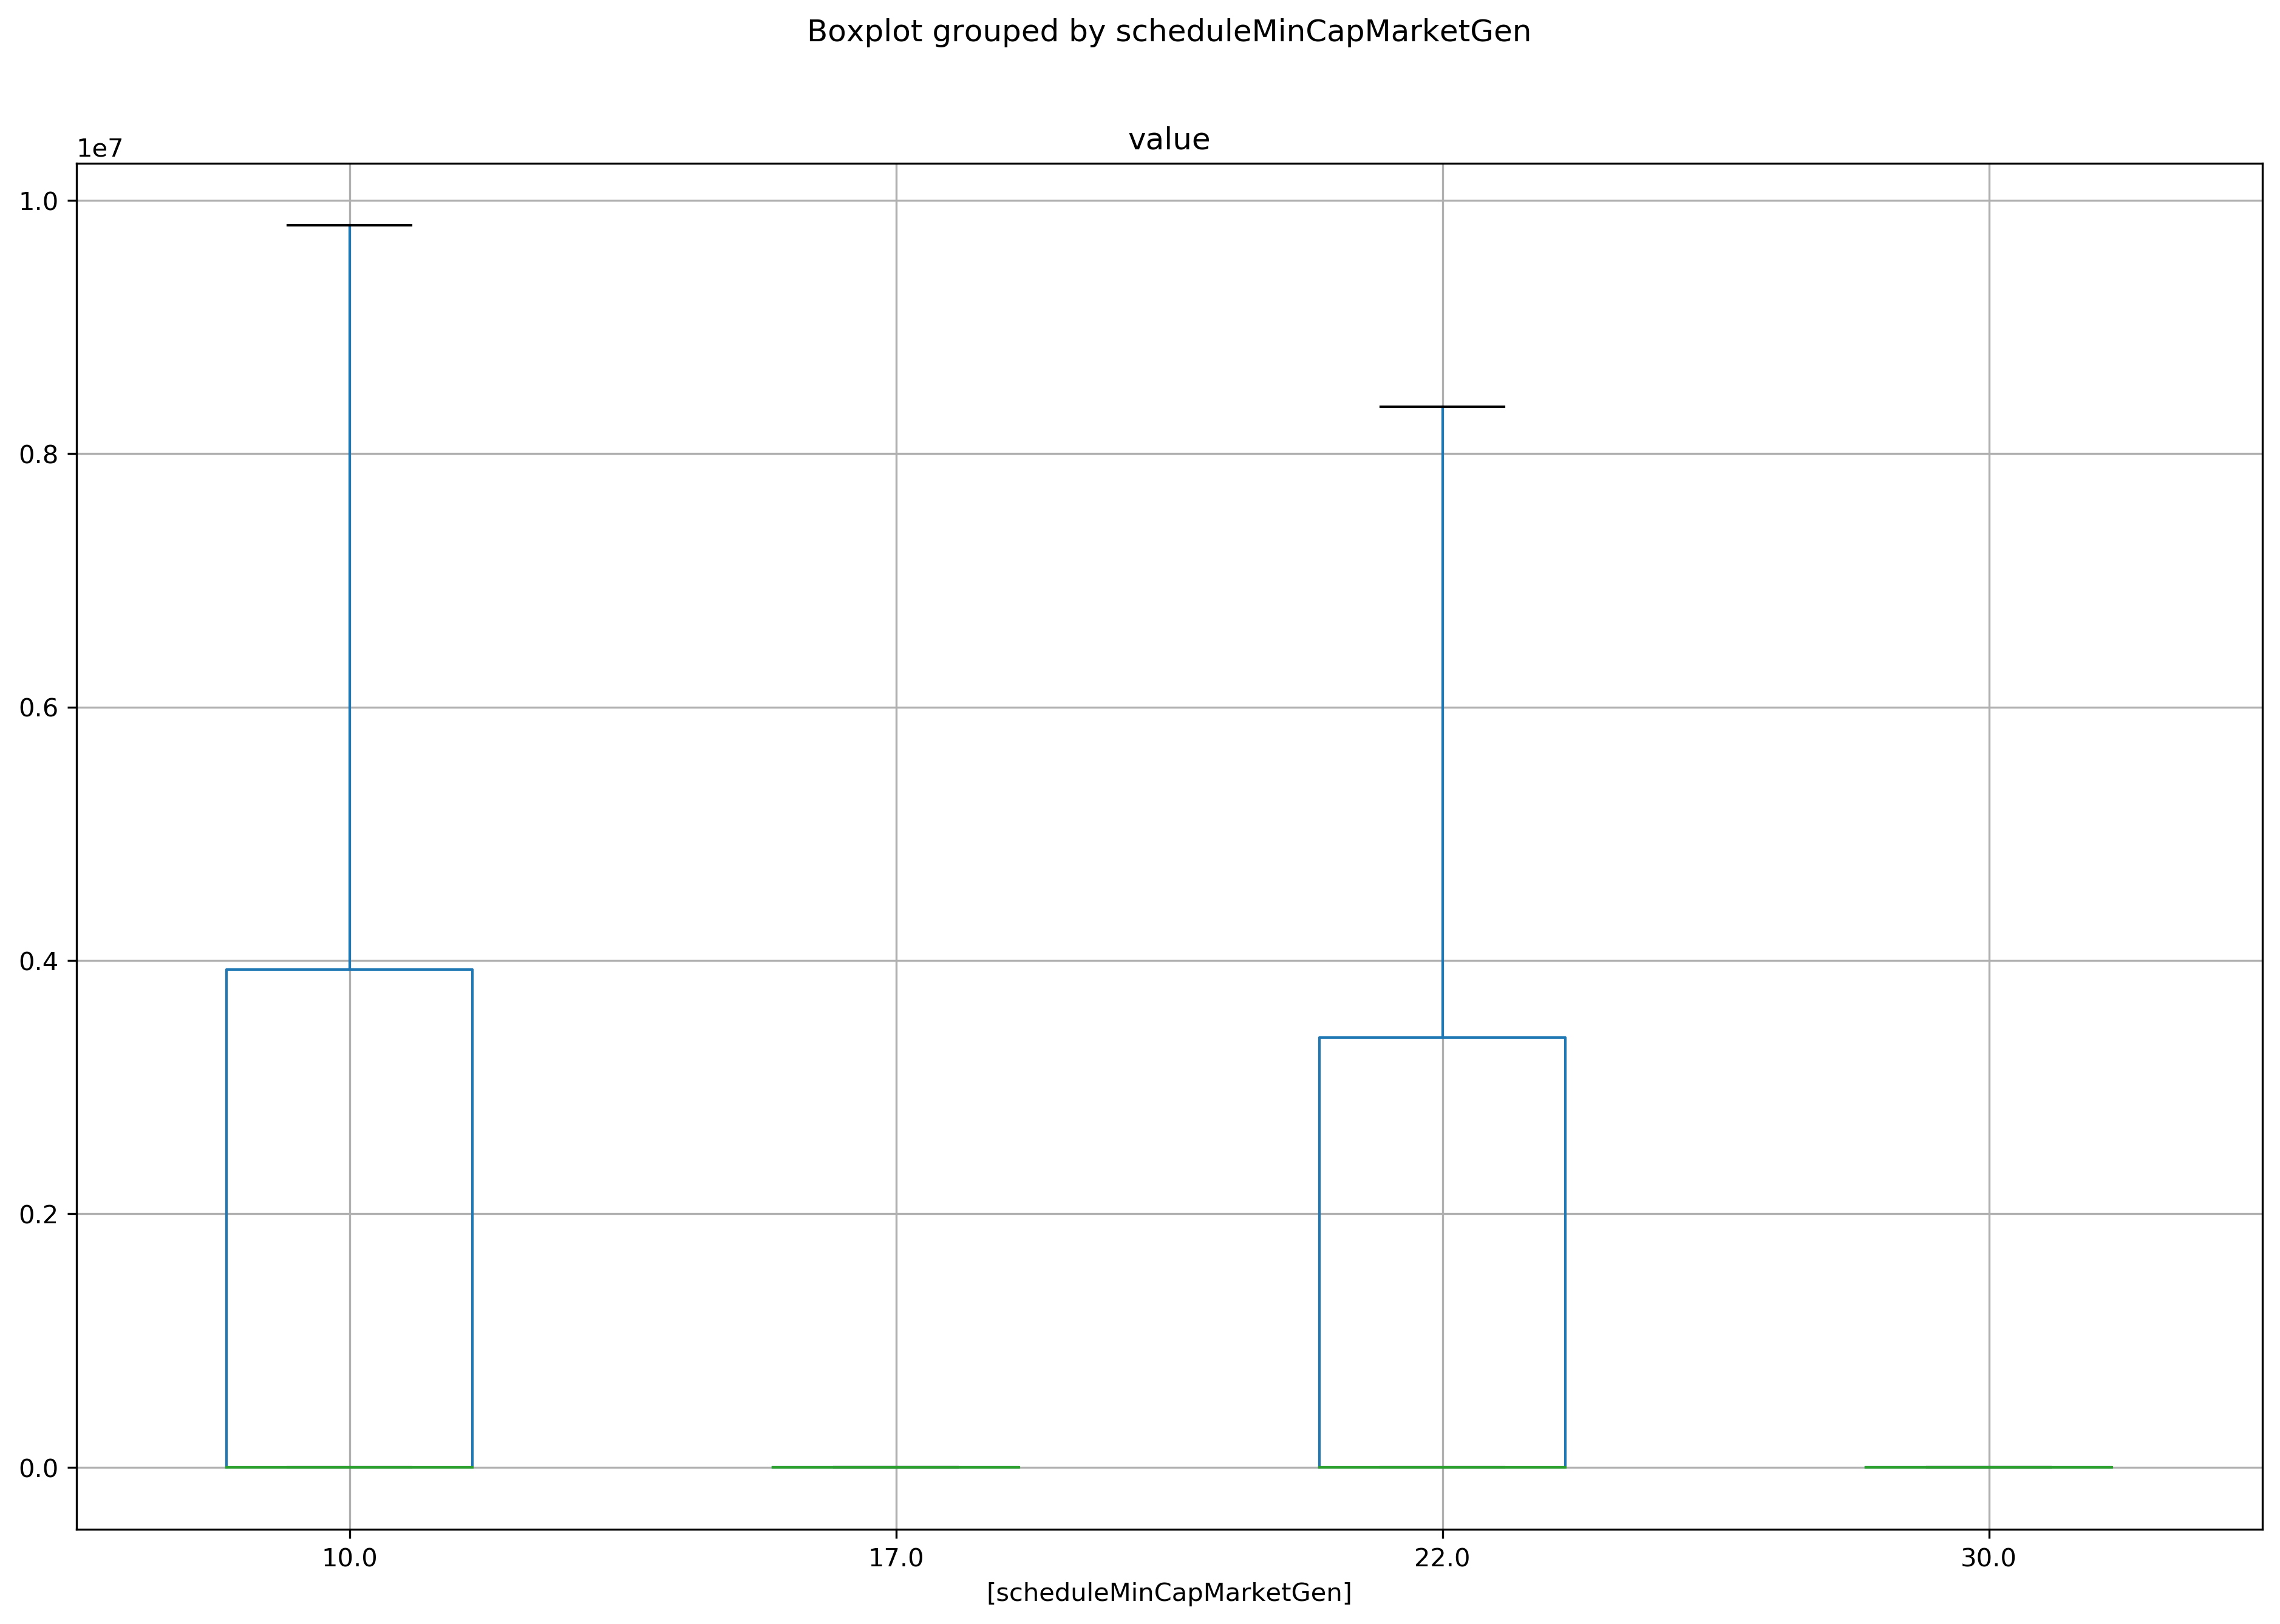 Boxplot grouped by scheduleMinCapMarketGen
value
1e7
1.0
0.8
0.6
0.4
0.2
0.0
10.0 17.0 22.0 30.0
[scheduleMinCapMarketGen]